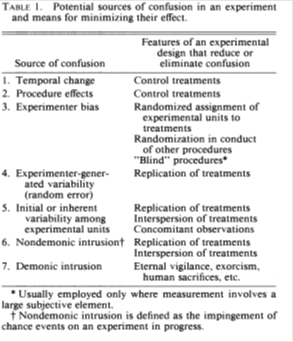 TABLE 1. Potential sources of confusion in an experiment
and means for minimizing their effect.
Features of an experimental
design that reduce or
Source of confusion eliminate confusion
1. Temporal change Control treatments
2. Procedure effects Control treatments
3. Experimenter bias Randomized assignment of
experimental units to
treatments
Randomization in conduct
of other procedures
"Blind" procedures*
4. Experimenter-gener- Replication of treatments
ated variability
(random error)
5. Initial or inherent Replication of treatments
variability among Interspersion of treatments
experimental units Concomitant observations
6. Nondemonic intrusion† Replication of treatments
Interspersion of treatments
7. Demonic intrusion Eternal vigilance, exorcism,
human sacrifices, etc.
* Usually employed only where measurement involves a
large subjective element.
† Nondemonic intrusion is defined as the impingement of
chance events on an experiment in progress.